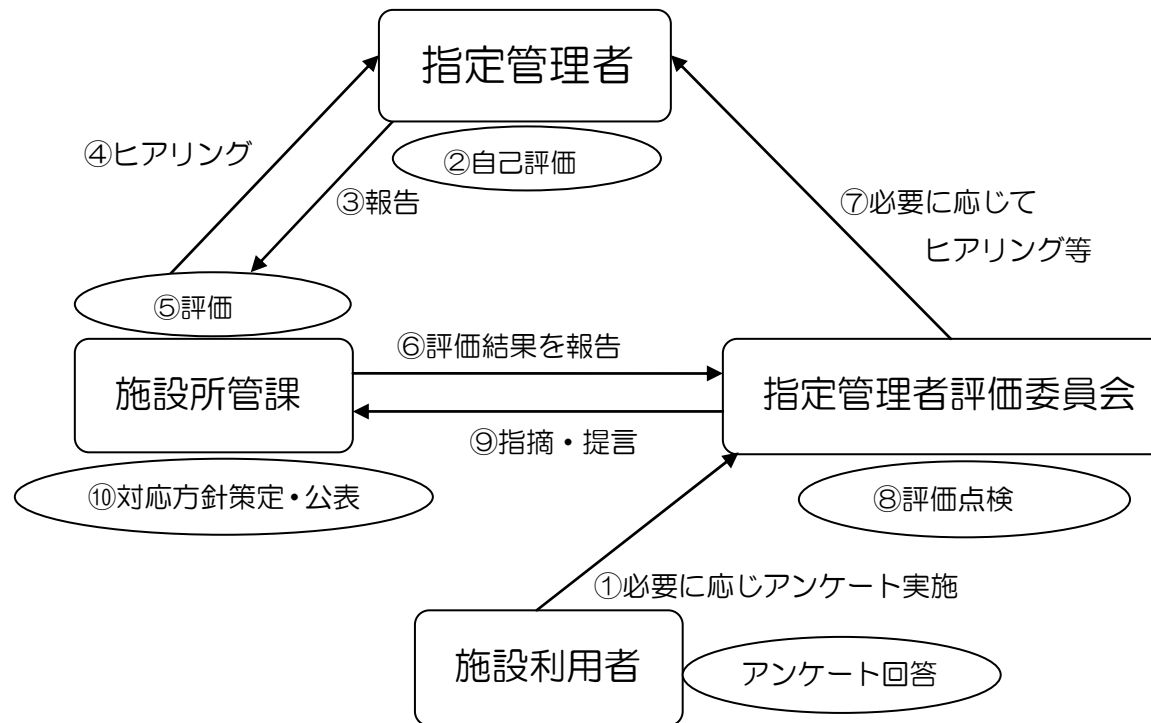 指定管理者
④ヒアリング
②自己評価
③報告
⑦必要に応じて
ヒアリング等
⑤評価
⑥評価結果を報告
施設所管課
指定管理者評価委員会
⑨指摘・提言
⑩対応方針策定・公表
⑧評価点検
①必要に応じアンケート実施
施設利用者
アンケート回答